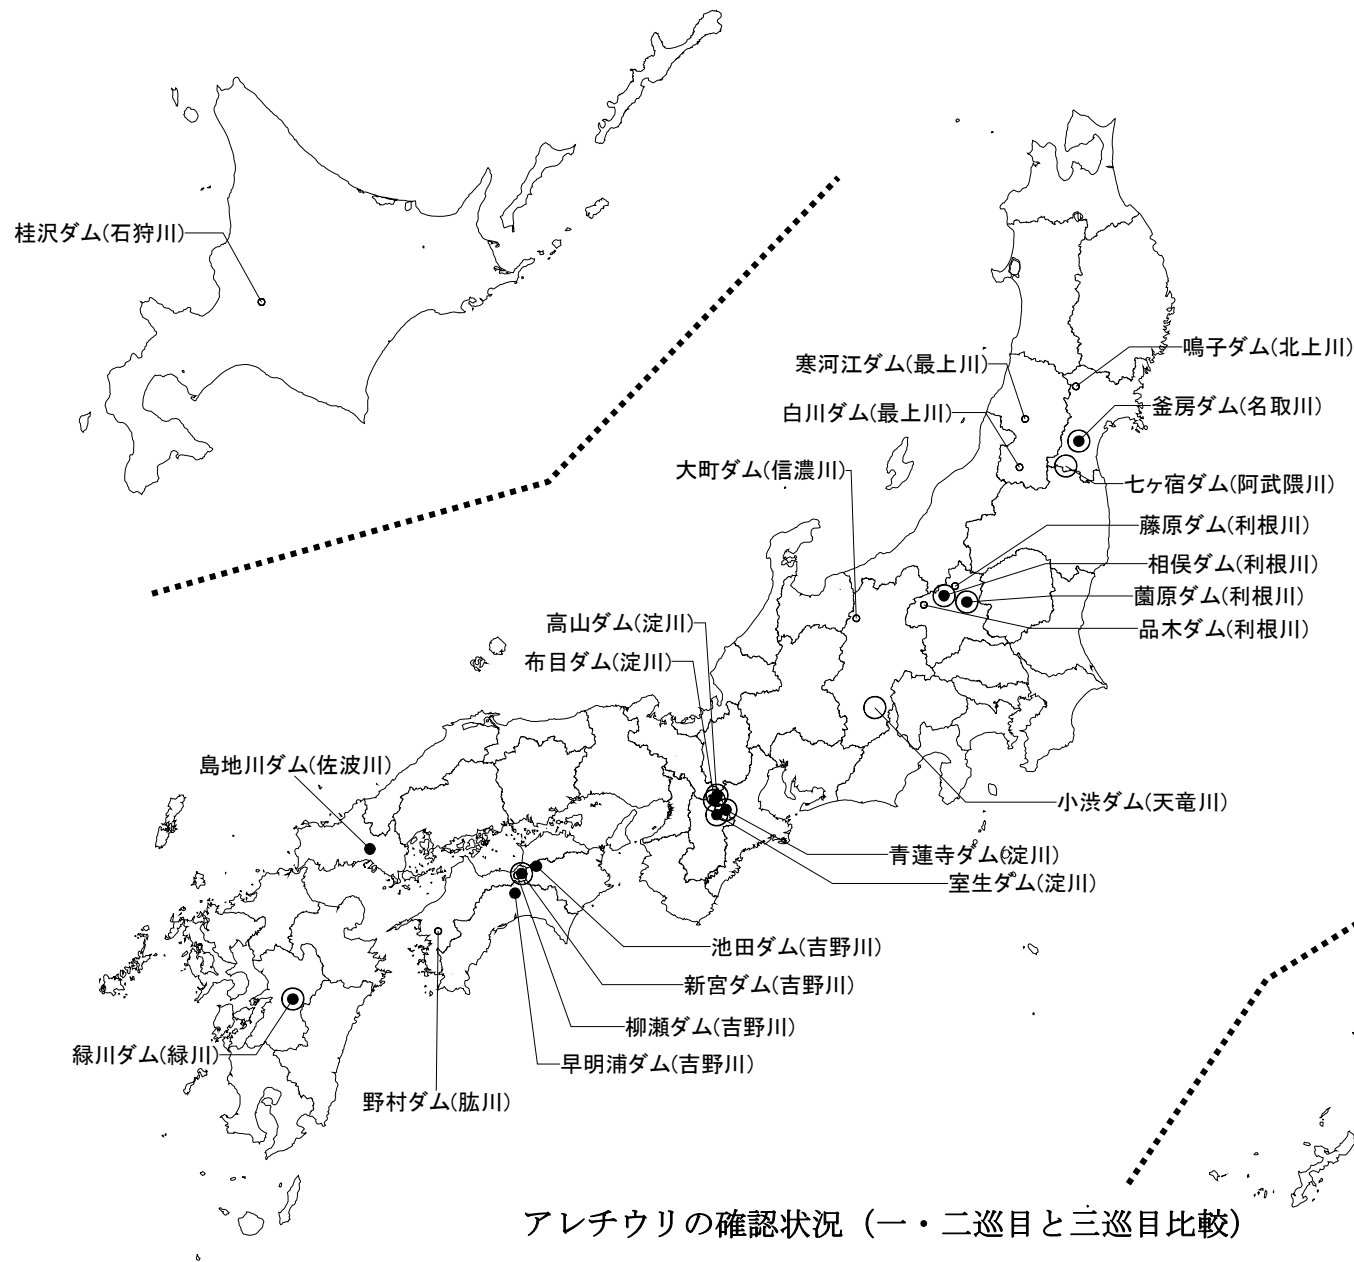 桂沢ダム(石狩川)
鳴子ダム(北上川)
寒河江ダム(最上川)
釜房ダム(名取川)
白川ダム(最上川)
大町ダム(信濃川)
七ヶ宿ダム(阿武隈川)
藤原ダム(利根川)
相俣ダム(利根川)
薗原ダム(利根川)
高山ダム(淀川)
品木ダム(利根川)
布目ダム(淀川)
島地川ダム(佐波川)
小渋ダム(天竜川)
青蓮寺ダム(淀川)
室生ダム(淀川)
池田ダム(吉野川)
新宮ダム(吉野川)
柳瀬ダム(吉野川)
緑川ダム(緑川)
早明浦ダム(吉野川)
野村ダム(肱川)
アレチウリの確認状況（一・二巡目と三巡目比較）